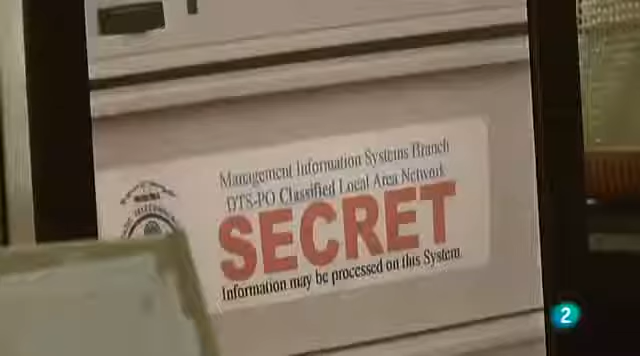 Management Information Systems Branch
DTS-PO Classified Local Area Network
SECRET
Information may be processed on this System.
2